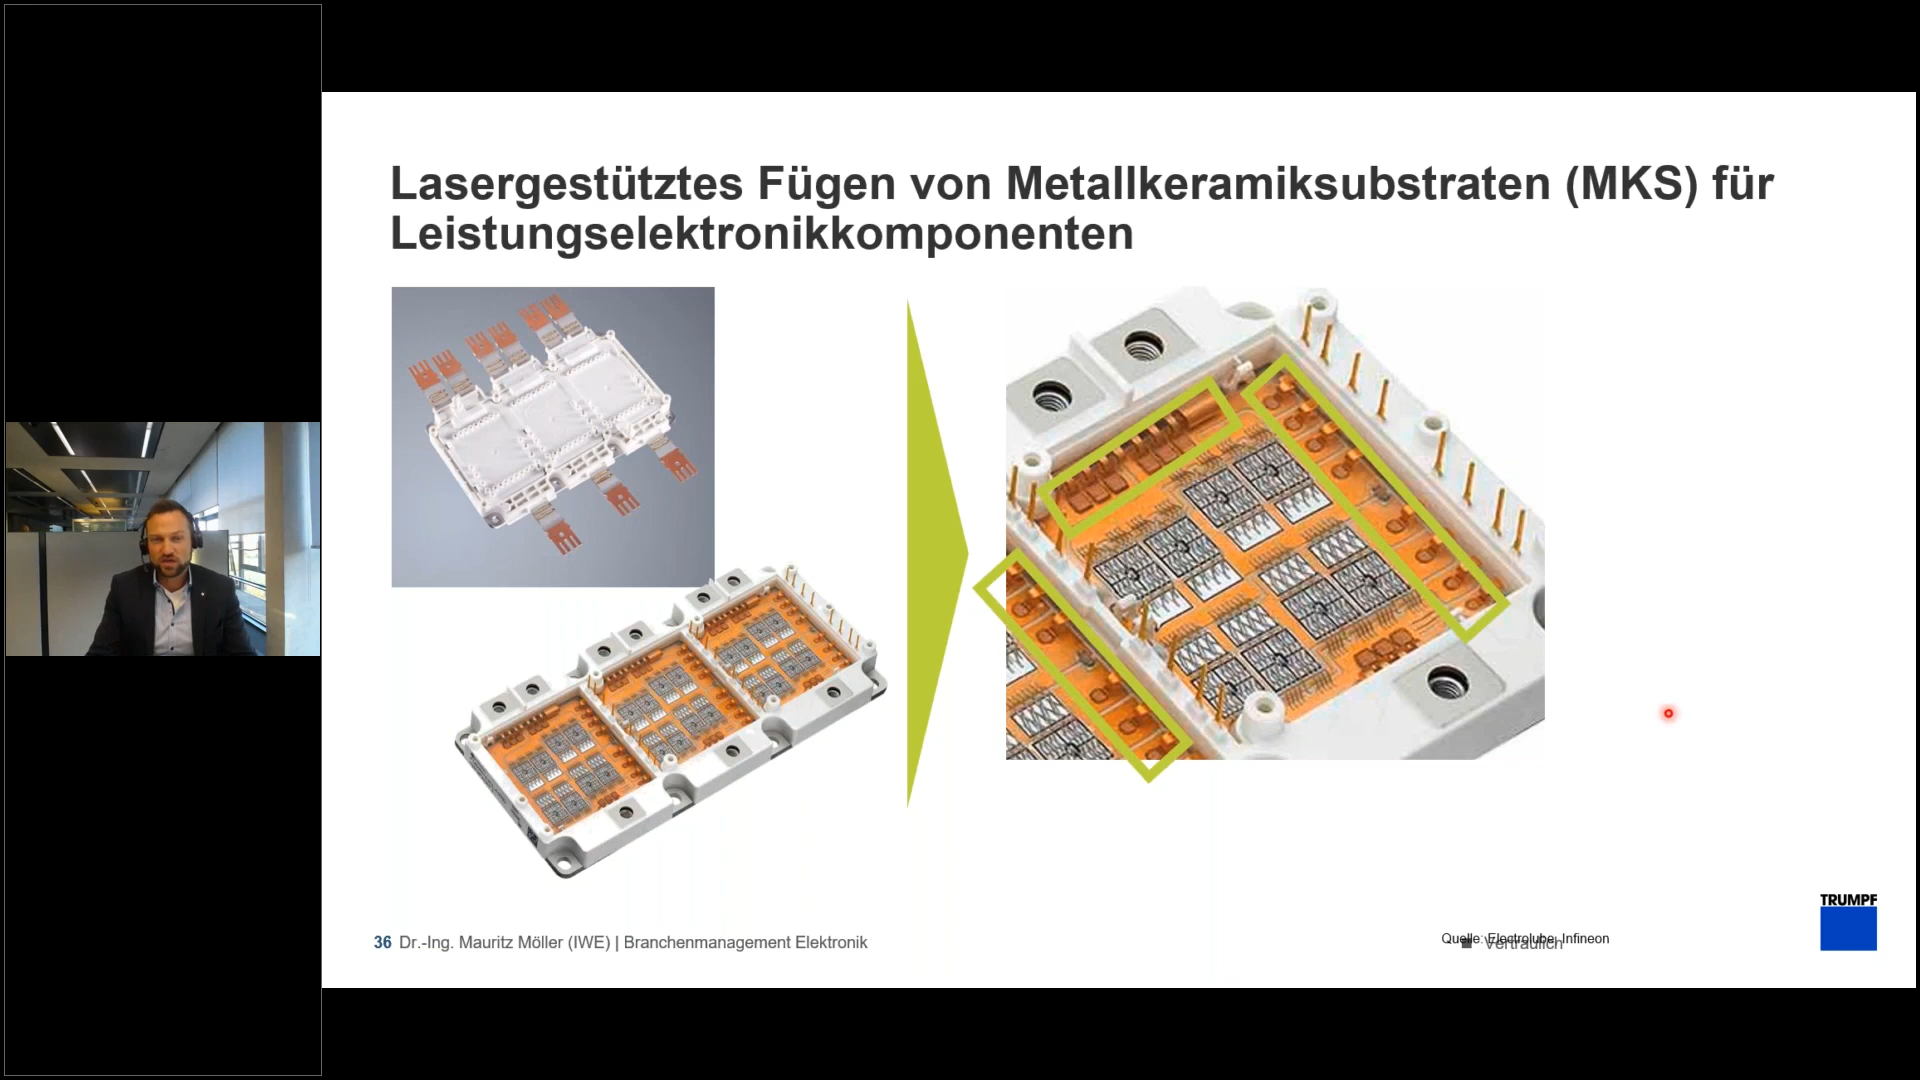 Lasergestütztes Fügen von Metallkeramiksubstraten (MKS) für
Leistungselektronikkomponenten
36 Dr.-Ing. Mauritz Möller (IWE) | Branchenmanagement Elektronik
Quelle: Electrolube, Infineon
Vertraulich
TRUMPF